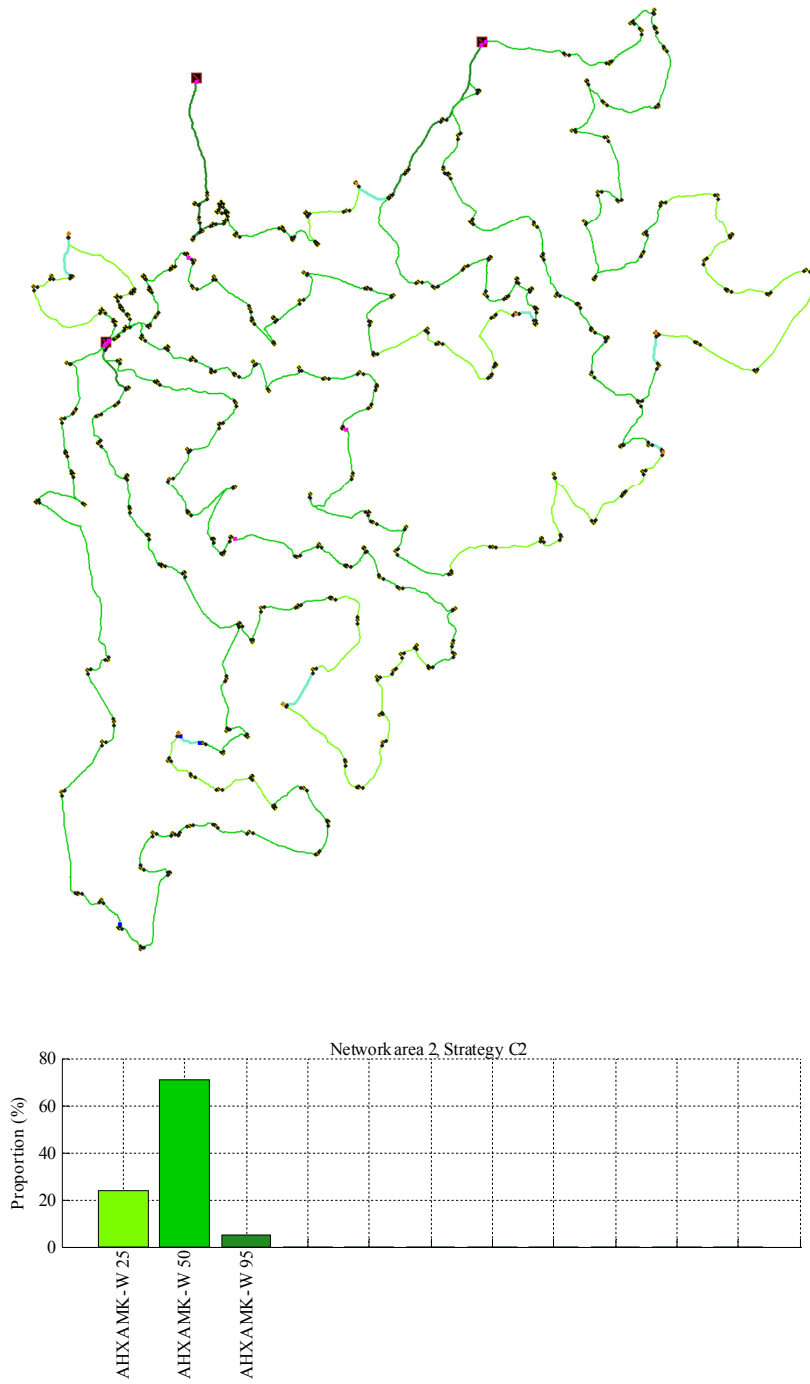 Network area 2, Strategy C2
Proportion (%)
80
60
40
20
0
AHXAMK-W 25
AHXAMK-W 50
AHXAMK-W 95